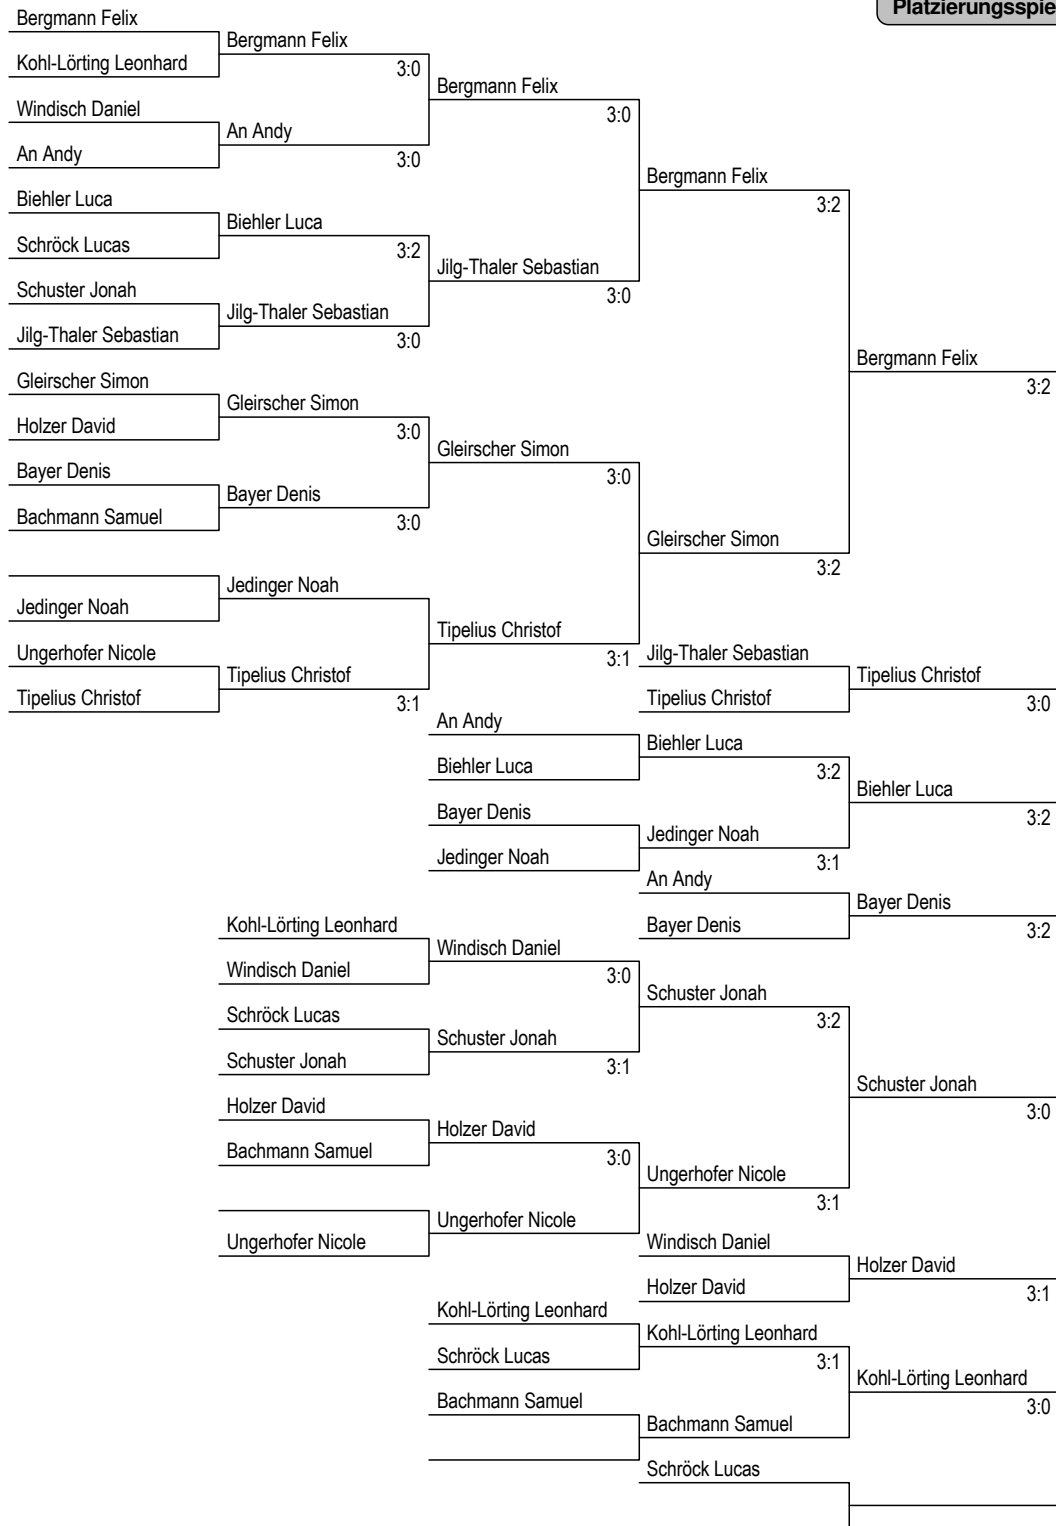 Platzierungsspie
Bergmann Felix
Kohl-Lörting Leonhard
Windisch Daniel
An Andy
Biehler Luca
Schröck Lucas
Schuster Jonah
Jilg-Thaler Sebastian
Gleirscher Simon
Holzer David
Bayer Denis
Bachmann Samuel
Jedinger Noah
Ungerhofer Nicole
Tipelius Christof
Bergmann Felix
3:0
An Andy
3:0
Biehler Luca
3:2
Jilg-Thaler Sebastian
3:0
Gleirscher Simon
3:0
Bayer Denis
3:0
Jedinger Noah
Tipelius Christof
3:1
Bergmann Felix
3:0
Jilg-Thaler Sebastian
3:0
Gleirscher Simon
3:0
Tipelius Christof
3:1
Bergmann Felix
3:2
Gleirscher Simon
3:2
Bergmann Felix
3:2
Jilg-Thaler Sebastian
Tipelius Christof
Tipelius Christof
3:0
An Andy
Biehler Luca
Bayer Denis
Jedinger Noah
Biehler Luca
3:2
Jedinger Noah
3:1
Biehler Luca
3:2
An Andy
Bayer Denis
Bayer Denis
3:2
Kohl-Lörting Leonhard
Windisch Daniel
Schröck Lucas
Schuster Jonah
Holzer David
Bachmann Samuel
Ungerhofer Nicole
Windisch Daniel
3:0
Schuster Jonah
3:1
Holzer David
3:0
Ungerhofer Nicole
Schuster Jonah
3:2
Ungerhofer Nicole
3:1
Schuster Jonah
3:0
Windisch Daniel
Holzer David
Holzer David
3:1
Kohl-Lörting Leonhard
Schröck Lucas
Bachmann Samuel
Kohl-Lörting Leonhard
3:1
Bachmann Samuel
Kohl-Lörting Leonhard
3:0
Schröck Lucas